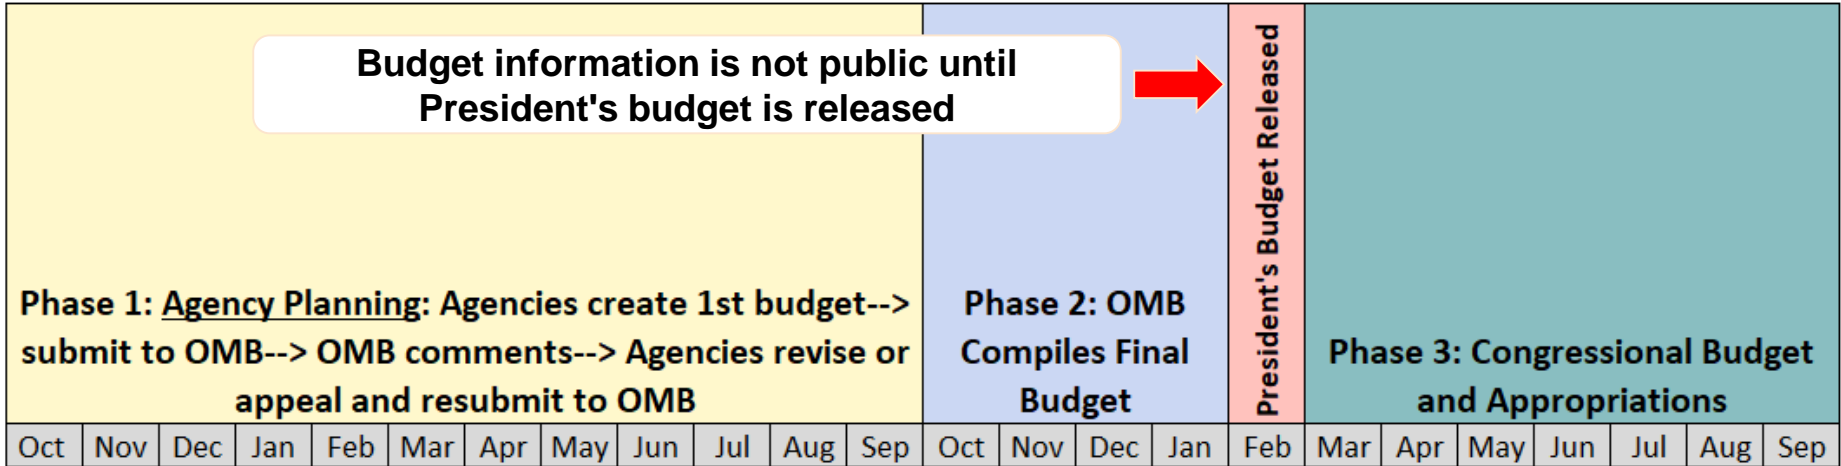 Budget information is not public until
President's budget is released
Phase 1: Agency Planning: Agencies create 1st budget-->
submit to OMB--> OMB comments--> Agencies revise or
appeal and resubmit to OMB
Phase 2: OMB
Compiles Final
Budget
President's Budget Released
Phase 3: Congressional Budget
and Appropriations
Oct Nov Dec Jan Feb Mar Apr May Jun Jul Aug Sep Oct Nov Dec Jan Feb Mar Apr May Jun Jul Aug Sep